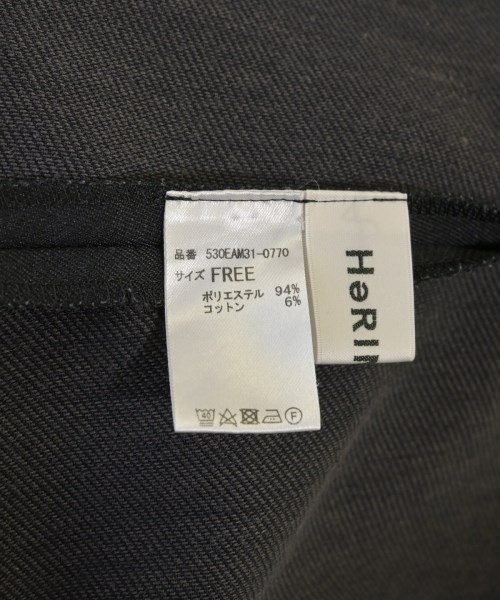 品番 530EAM31-0770
サイズ FREE
ポリエステル 94%
コットン 6%
40
F